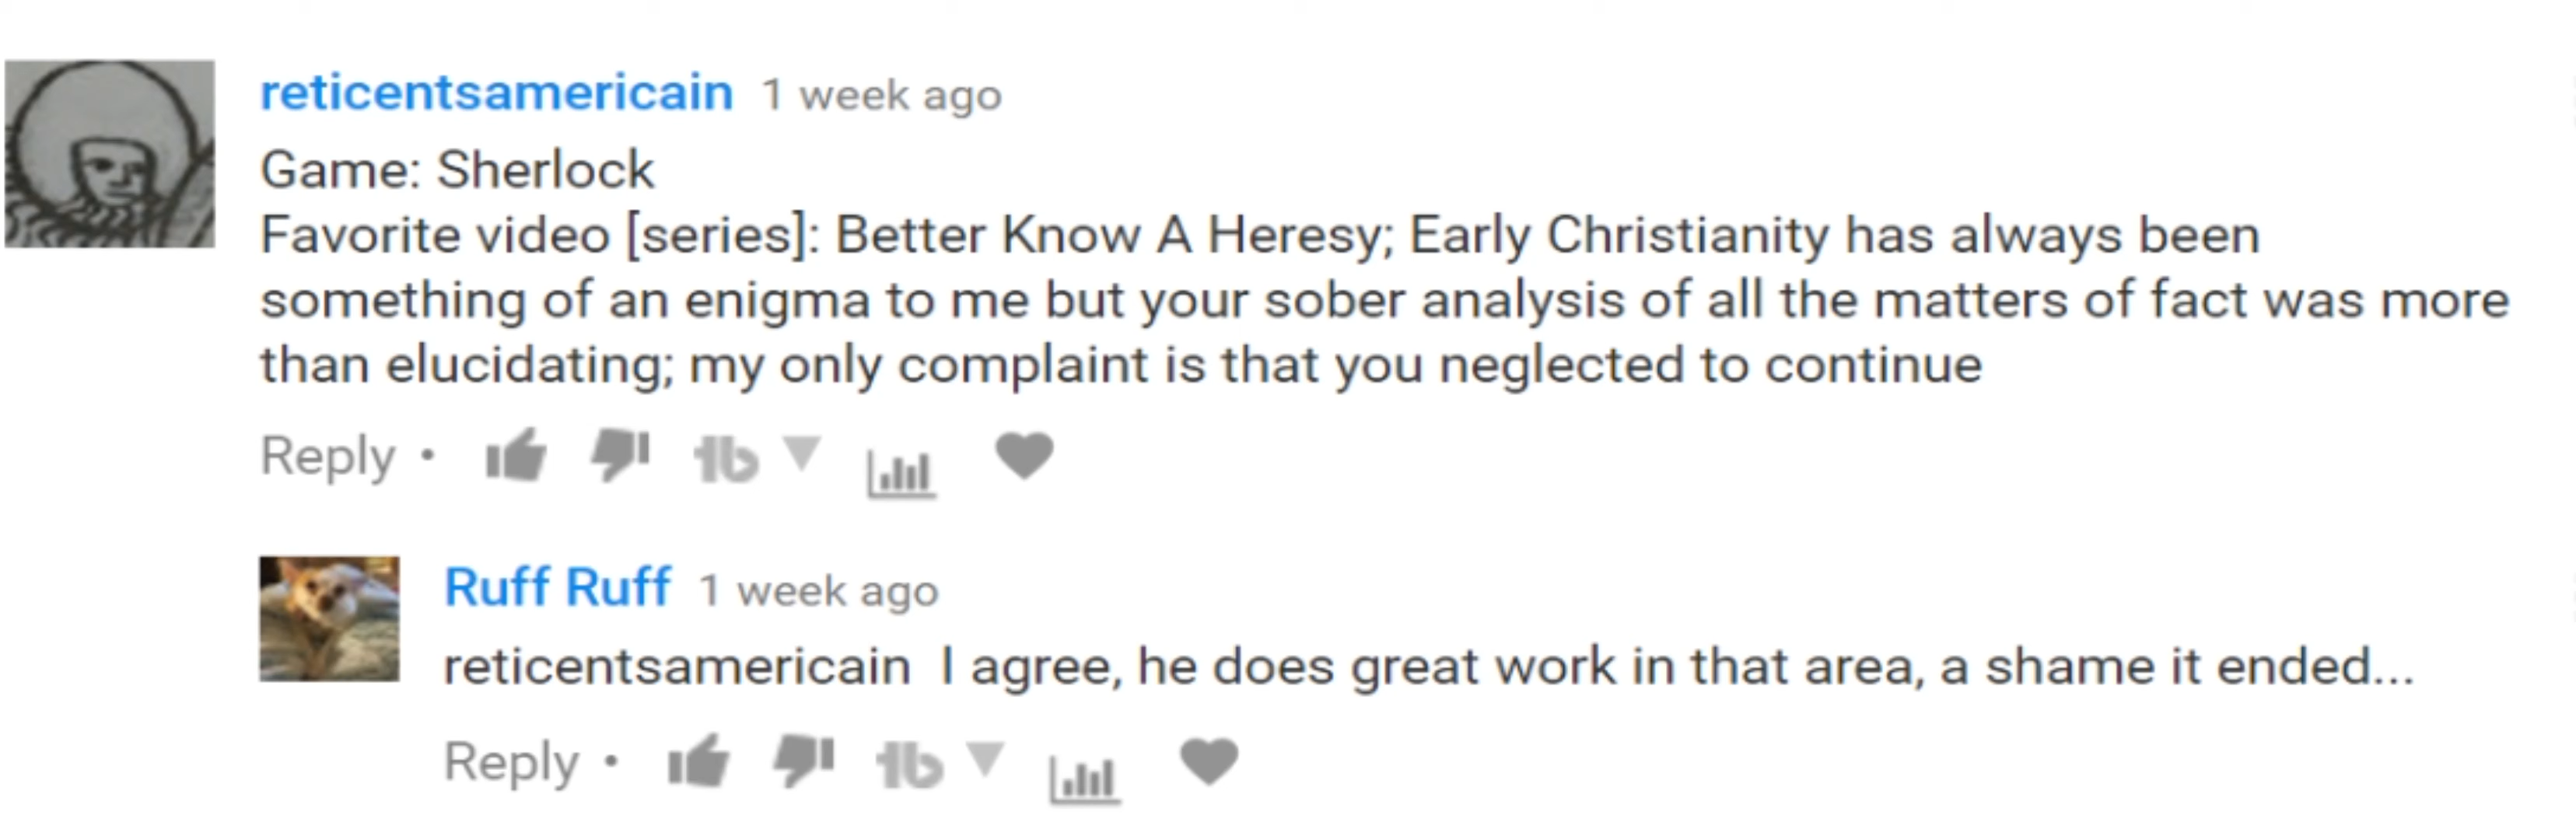 reticentsamericain 1 week ago
Game: Sherlock
Favorite video [series]: Better Know A Heresy; Early Christianity has always been
something of an enigma to me but your sober analysis of all the matters of fact was more
than elucidating; my only complaint is that you neglected to continue
Reply •
Ruff Ruff 1 week ago
reticentsamericain I agree, he does great work in that area, a shame it ended...
Reply •